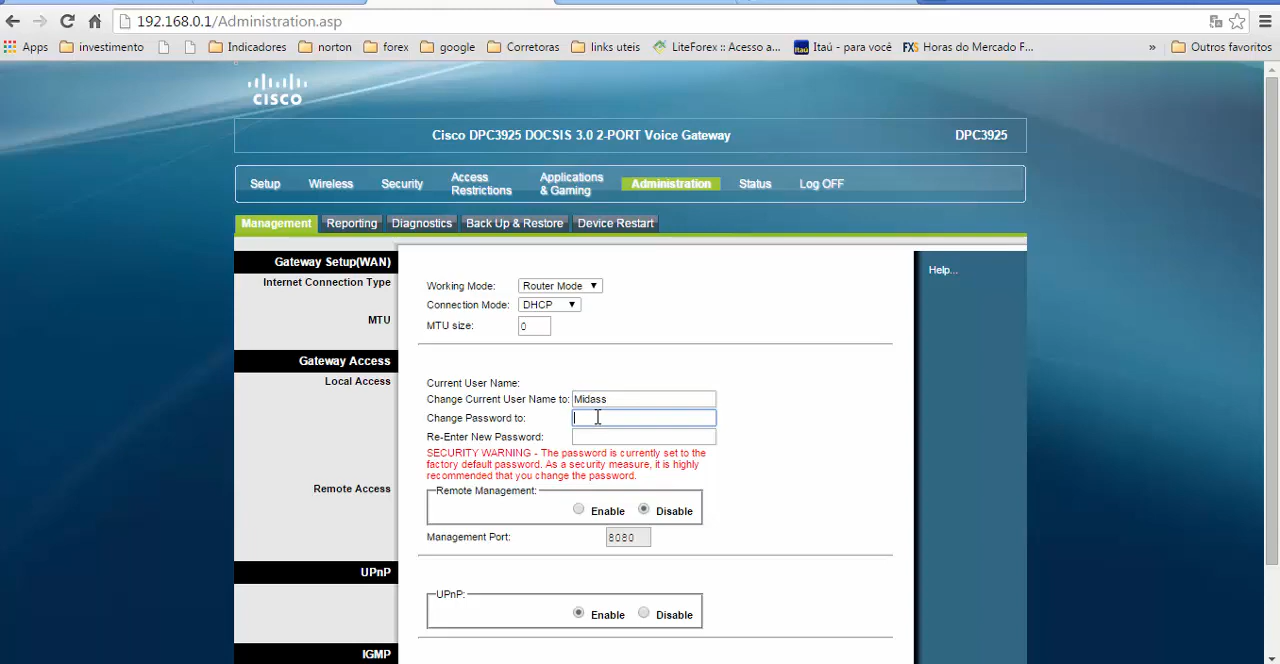 192.168.0.1/Administration.asp
Apps investimento Indicadores norton forex google Corretoras links uteis LiteForex :: Acesso a... Itaú Itaú - para você FXS Horas do Mercado F... » Outros favoritos
CISCO
Cisco DPC3925 DOCSIS 3.0 2-PORT Voice Gateway DPC3925
Setup Wireless Security Access Restrictions Applications & Gaming Administration Status Log OFF
Management Reporting Diagnostics Back Up & Restore Device Restart
Gateway Setup(WAN)
Help...
Internet Connection Type
Working Mode: Router Mode
Connection Mode: DHCP
MTU
MTU size: 0
Gateway Access
Local Access
Current User Name:
Change Current User Name to: Midass
Change Password to:
Re-Enter New Password:
SECURITY WARNING - The password is currently set to the
factory default password. As a security measure, it is highly
recommended that you change the password.
Remote Access
Remote Management:
Enable Disable
Management Port: 8080
UPnP
UPnP:
Enable Disable
IGMP